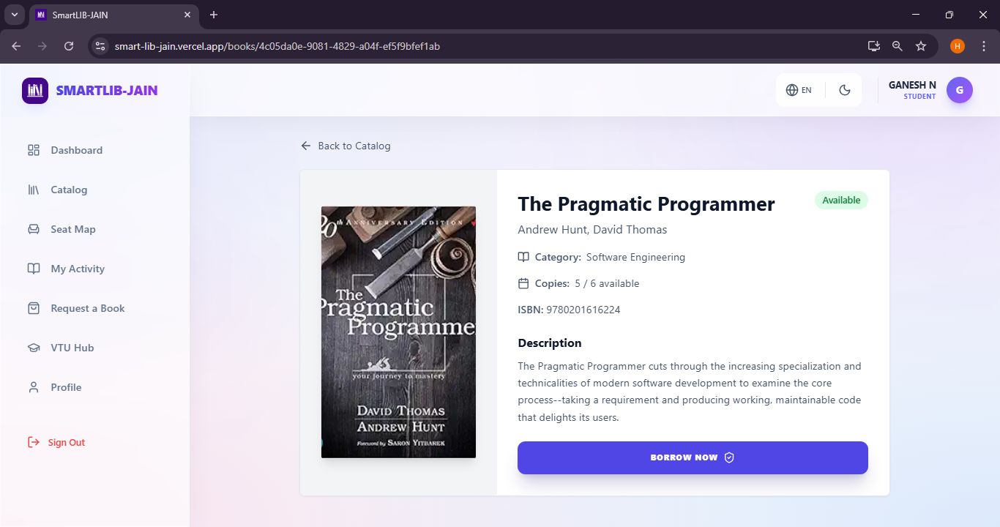 SmartLIB-JAIN
smart-lib-jain.vercel.app/books/4c05da0e-9081-4829-a04f-ef5f9bfef1ab
H
SMARTLIB-JAIN
EN
GANESH N
STUDENT
G
Dashboard
Catalog
Seat Map
My Activity
Request a Book
VTU Hub
Profile
Sign Out
Back to Catalog
20th ANNIVERSARY EDITION
The
Pragmatic
Programme
your journey to mastery
DAVID THOMAS
ANDREW HUNT
Foreword by SARON YITBAREK
The Pragmatic Programmer
Available
Andrew Hunt, David Thomas
Category: Software Engineering
Copies: 5 / 6 available
ISBN: 9780201616224
Description
The Pragmatic Programmer cuts through the increasing specialization and
technicalities of modern software development to examine the core
process--taking a requirement and producing working, maintainable code
that delights its users.
BORROW NOW